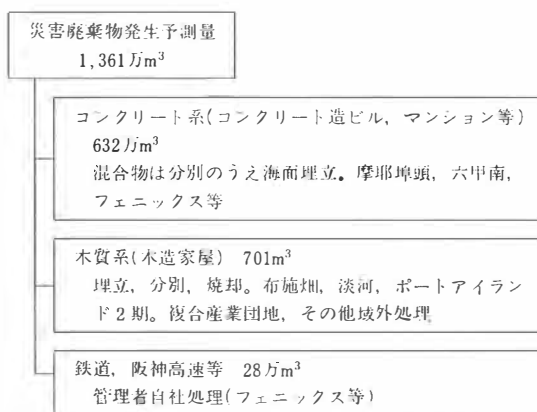 災害廃棄物発生予測量
1,361万m³
コンクリート系(コンクリート造ビル, マンション等)
632万m³
混合物は分別のうえ海面埋立。摩耶埠頭, 六甲南,
フェニックス等
木質系(木造家屋) 701m³
埋立, 分別, 焼却。布施畑, 淡河, ポートアイラン
ド2期。複合産業団地, その他域外処理
鉄道, 阪神高速等 28万m³
管理者自社処理(フェニックス等)